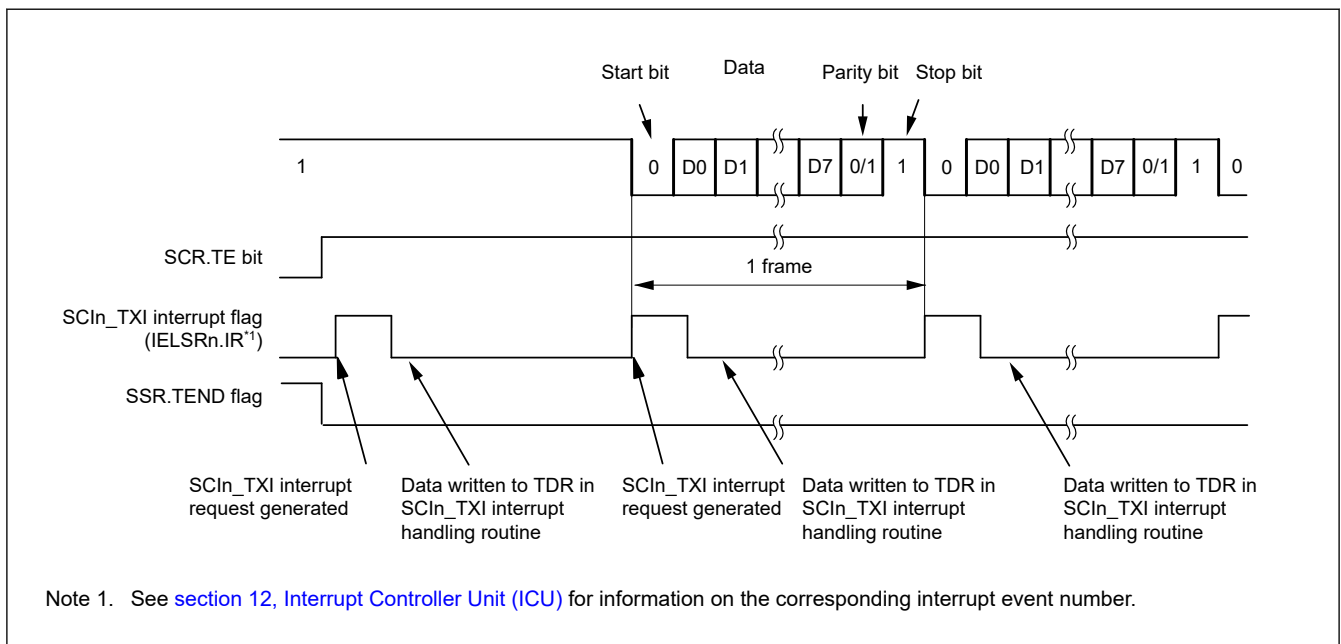 Start bit Data Parity bit Stop bit
1 0 D0 D1 D7 0/1 1 0 D0 D1 D7 0/1 1 0
SCR.TE bit
1 frame
SCIn_TXI interrupt flag
(IELSRn.IR*1)
SSR.TEND flag
SCIn_TXI interrupt
request generated
Data written to TDR in
SCIn_TXI interrupt
handling routine
SCIn_TXI interrupt
request generated
Data written to TDR in
SCIn_TXI interrupt
handling routine
Data written to TDR in
SCIn_TXI interrupt
handling routine
Note 1. See section 12, Interrupt Controller Unit (ICU) for information on the corresponding interrupt event number.